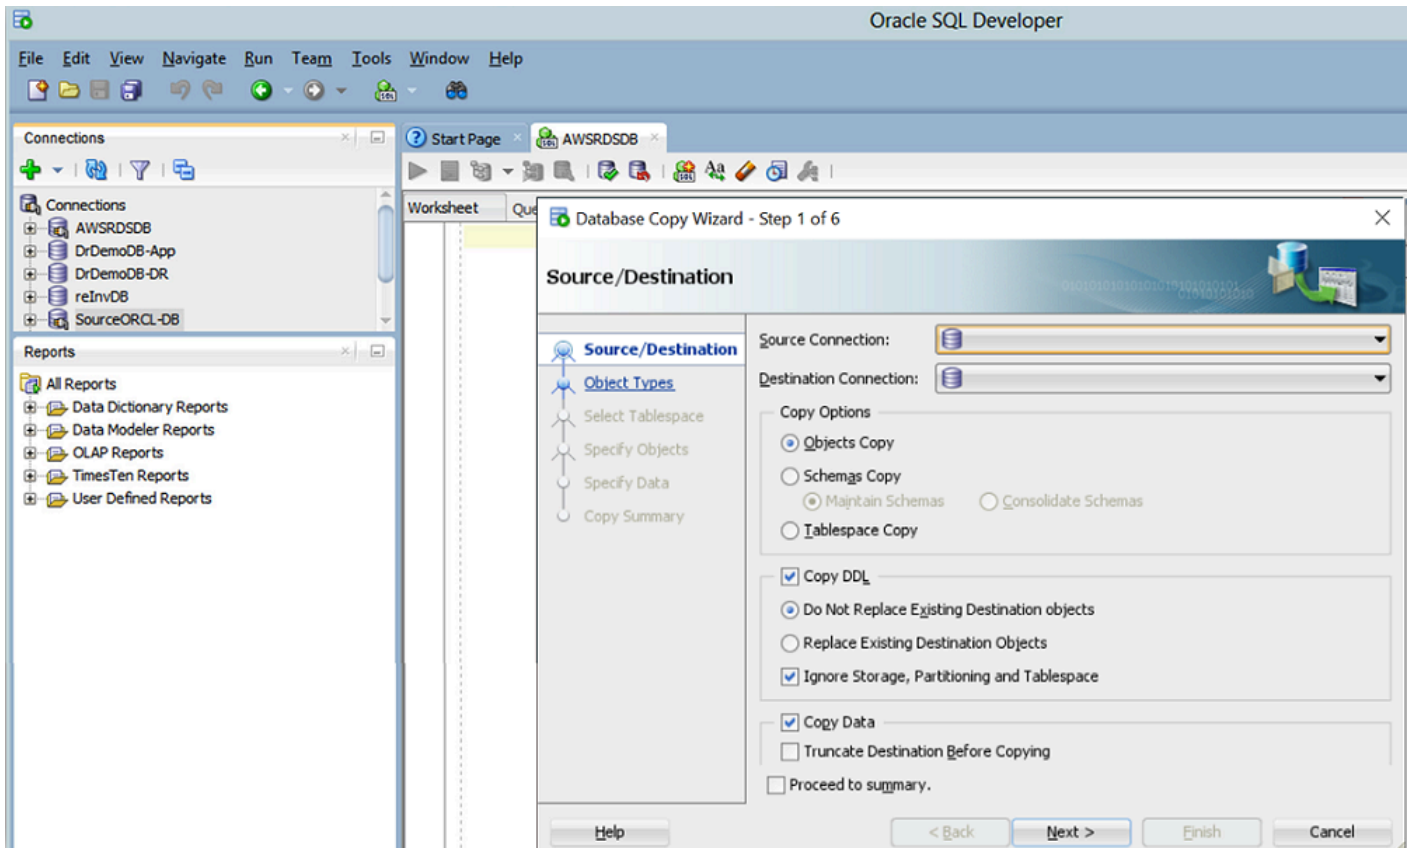 Oracle SQL Developer
File Edit View Navigate Run Team Tools Window Help
Connections
Start Page
AWSRDSDB
Connections
AWSRDSDB
DrDemoDB-App
DrDemoDB-DR
reInvDB
SourceORCL-DB
Reports
All Reports
Data Dictionary Reports
Data Modeler Reports
OLAP Reports
TimesTen Reports
User Defined Reports
Worksheet
Database Copy Wizard - Step 1 of 6
Source/Destination
Source/Destination
Object Types
Select Tablespace
Specify Objects
Specify Data
Copy Summary
Source Connection:
Destination Connection:
Copy Options
Objects Copy
Schemas Copy
Maintain Schemas Consolidate Schemas
Tablespace Copy
Copy DDL
Do Not Replace Existing Destination objects
Replace Existing Destination Objects
Ignore Storage, Partitioning and Tablespace
Copy Data
Truncate Destination Before Copying
Proceed to summary.
Help < Back Next > Finish Cancel